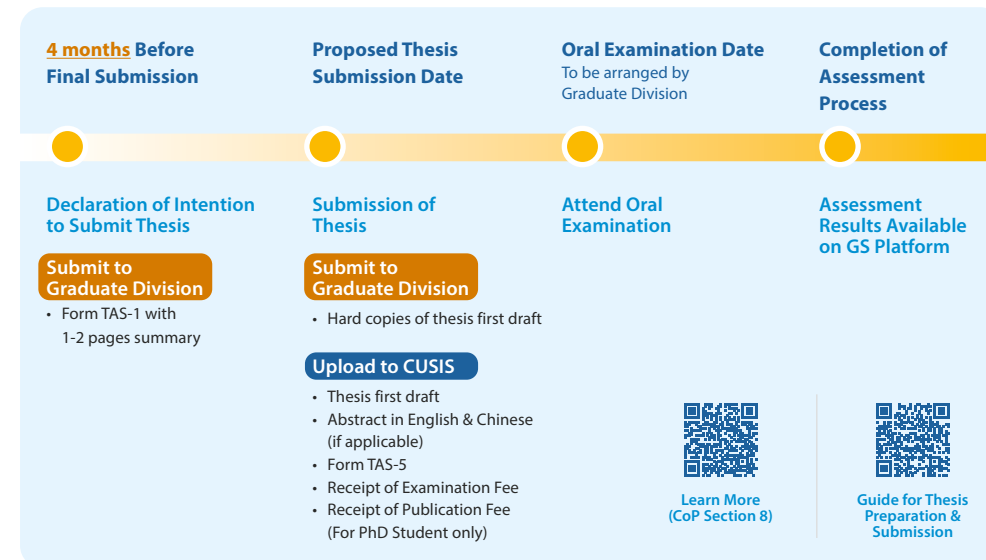 4 months Before
Final Submission
Proposed Thesis
Submission Date
Oral Examination Date
To be arranged by
Graduate Division
Completion of
Assessment
Process
Declaration of Intention
to Submit Thesis
Submit to
Graduate Division
• Form TAS-1 with
1-2 pages summary
Submission of
Thesis
Submit to
Graduate Division
• Hard copies of thesis first draft
Upload to CUSIS
• Thesis first draft
• Abstract in English & Chinese
(if applicable)
• Form TAS-5
• Receipt of Examination Fee
• Receipt of Publication Fee
(For PhD Student only)
Attend Oral
Examination
Assessment
Results Available
on GS Platform
Learn More
(CoP Section 8)
Guide for Thesis
Preparation &
Submission